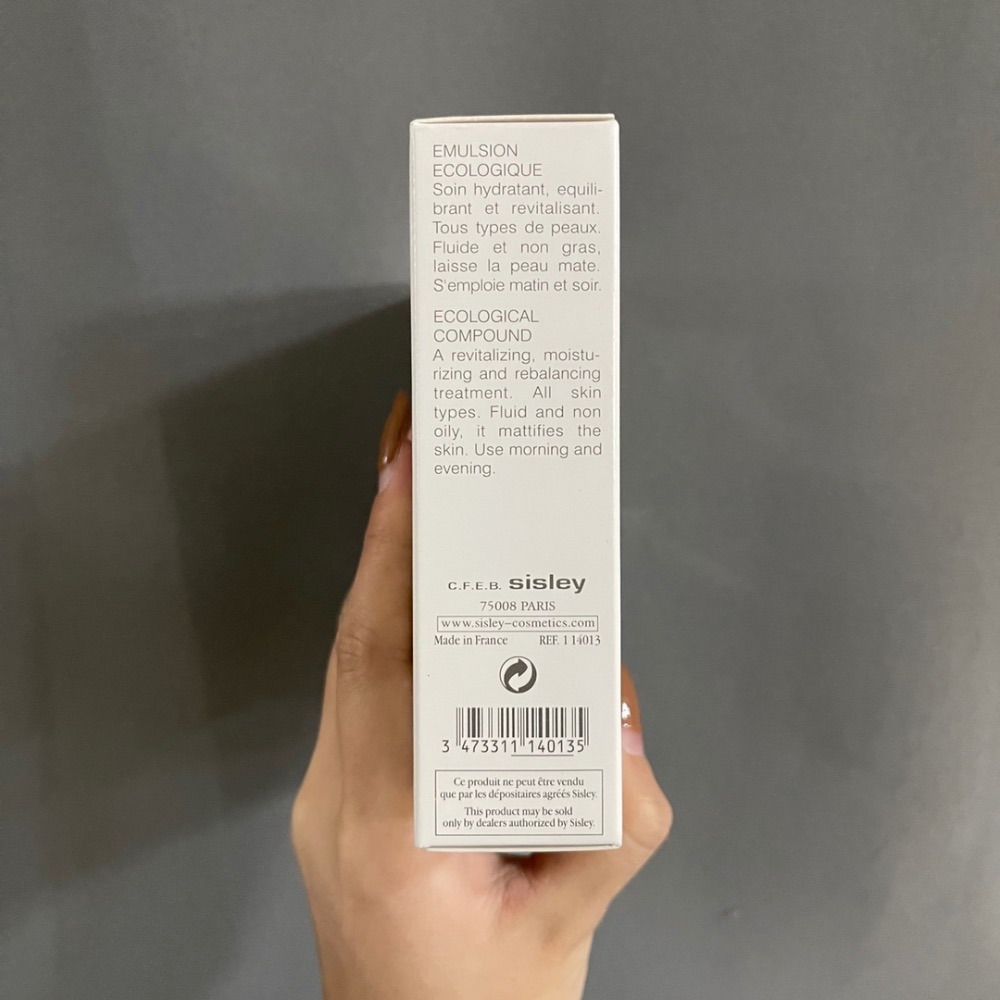 EMULSION
ECOLOGIQUE
Soin hydratant, equili-
brant et revitalisant.
Tous types de peaux.
Fluide et non gras,
laisse la peau mate.
S'emploie matin et soir.
ECOLOGICAL
COMPOUND
A revitalizing, moistu-
rizing and rebalancing
treatment. All skin
types. Fluid and non
oily, it mattifies the
skin. Use morning and
evening.
C.F.E.B. sisley
75008 PARIS
www.sisley-cosmetics.com
Made in France REF. 114013
3 473311 140135
Ce produit ne peut être vendu
que par les dépositaires agréés Sisley.
This product may be sold
only by dealers authorized by Sisley.